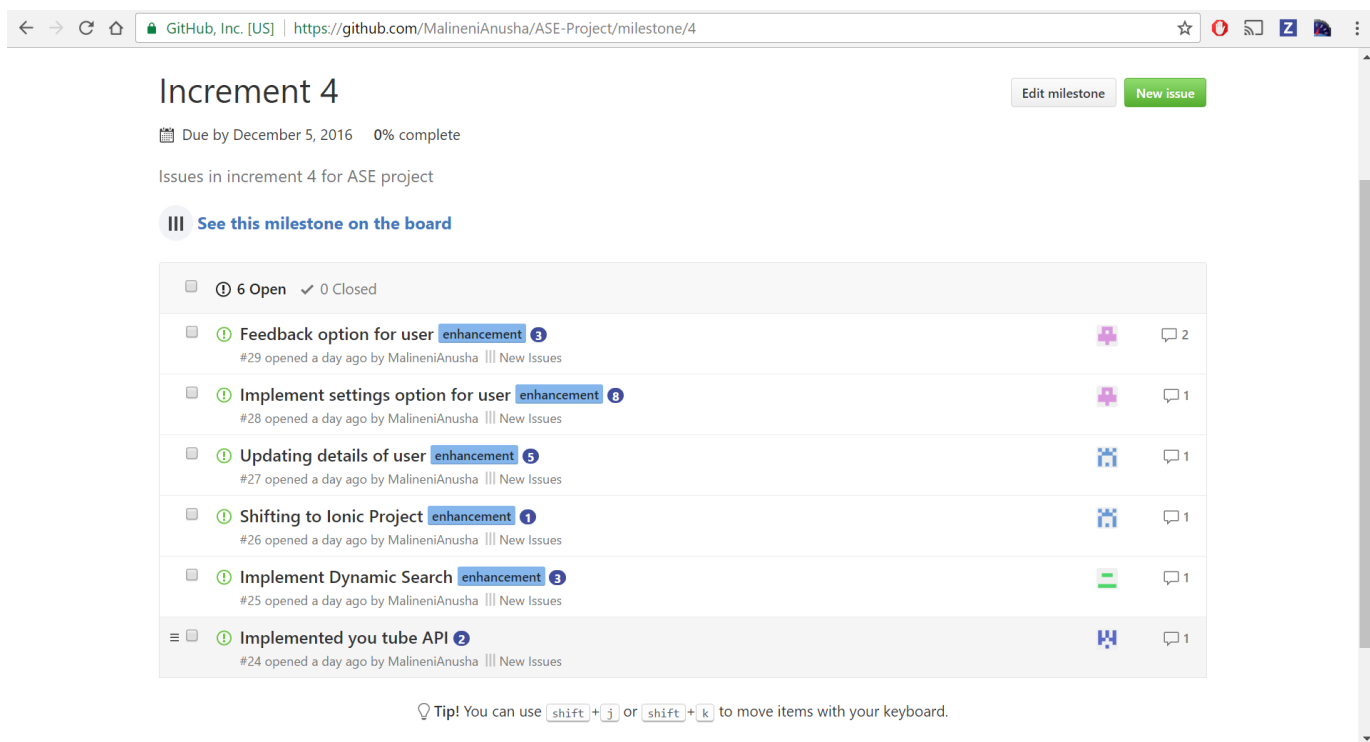 GitHub, Inc. [US] | https://github.com/MalineniAnusha/ASE-Project/milestone/4
Z
Increment 4
Edit milestone
New issue
Due by December 5, 2016 0% complete
Issues in increment 4 for ASE project
See this milestone on the board
6 Open 0 Closed
Feedback option for user enhancement 3
2
#29 opened a day ago by MalineniAnusha New Issues
Implement settings option for user enhancement 8
1
#28 opened a day ago by MalineniAnusha New Issues
Updating details of user enhancement 5
1
#27 opened a day ago by MalineniAnusha New Issues
Shifting to Ionic Project enhancement 1
1
#26 opened a day ago by MalineniAnusha New Issues
Implement Dynamic Search enhancement 3
1
#25 opened a day ago by MalineniAnusha New Issues
Implemented you tube API 2
1
#24 opened a day ago by MalineniAnusha New Issues
Tip! You can use shift + j or shift + k to move items with your keyboard.